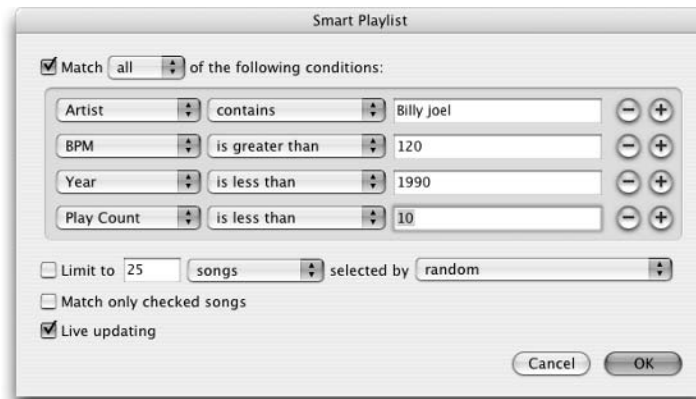 Smart Playlist
Match all of the following conditions:
Artist contains Billy joel
BPM is greater than 120
Year is less than 1990
Play Count is less than 10
Limit to 25 songs selected by random
Match only checked songs
Live updating
Cancel OK